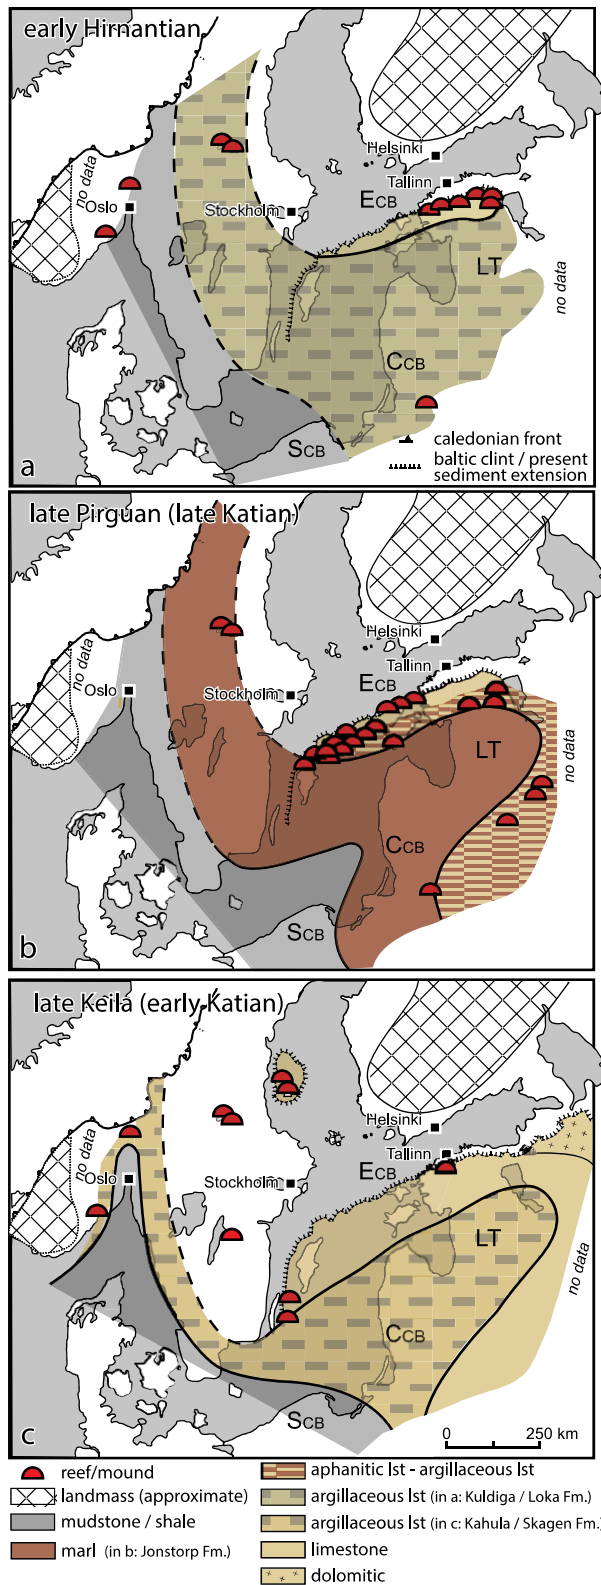 early Hirnantian
Helsinki
Tallinn
no data
Oslo
Stockholm
ECB
LT
no data
CCB
caledonian front
baltic clint / present
sediment extension
SCB
a
late Pirguan (late Katian)
Helsinki
Tallinn
no data
Oslo
Stockholm
ECB
LT
no data
CCB
SCB
b
late Keila (early Katian)
Helsinki
Tallinn
no data
Oslo
Stockholm
ECB
LT
no data
CCB
SCB
0 250 km
c
reef/mound
landmass (approximate)
mudstone / shale
marl (in b: Jonstorp Fm.)
aphanitic lst - argillaceous lst
argillaceous lst (in a: Kuldiga / Loka Fm.)
argillaceous lst (in c: Kahula / Skagen Fm.)
limestone
dolomitic